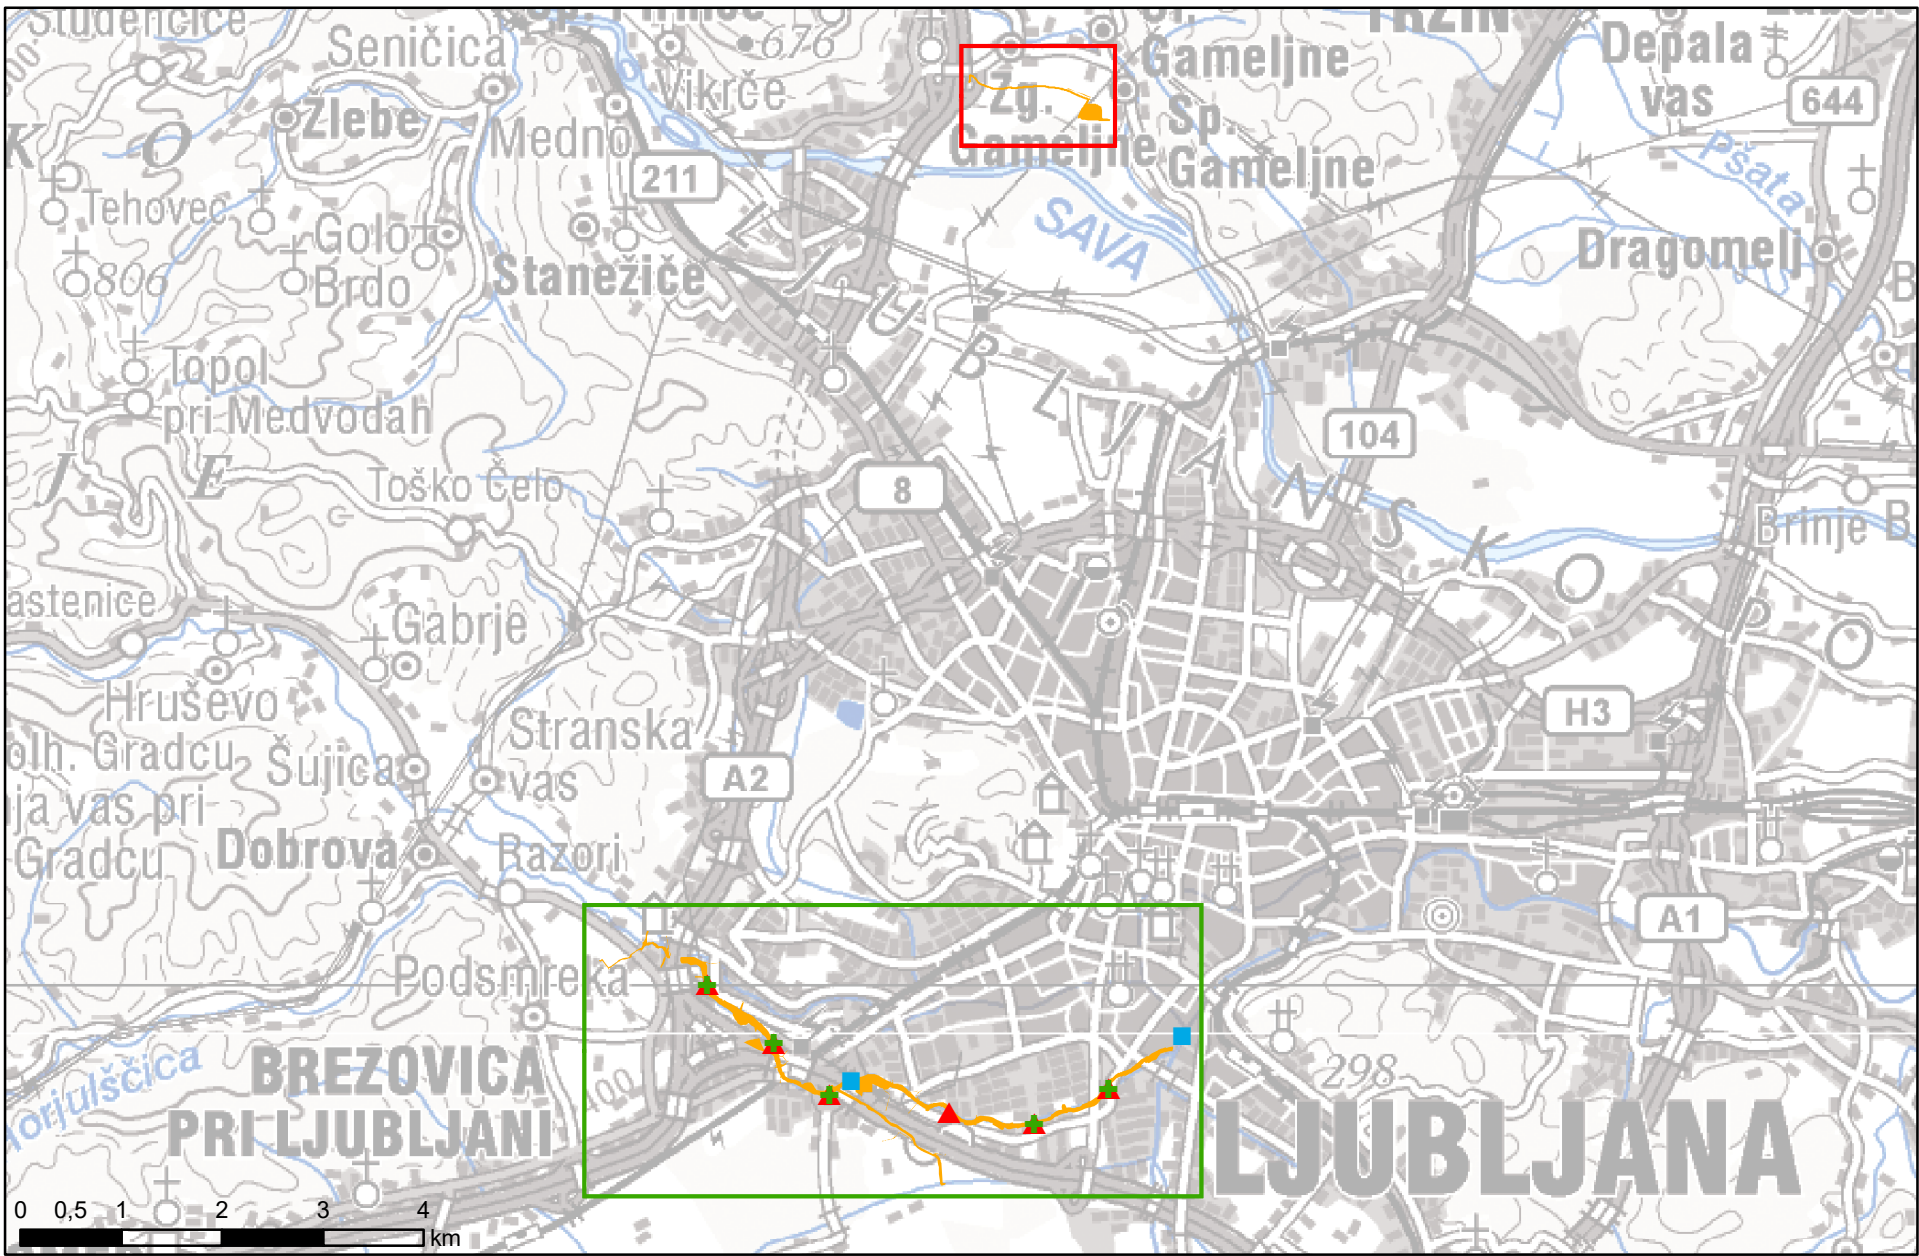 Studenčice
Seničica
676
Vikrče
Žlebe
Medno
Zg.
Gameljne
Gameljne
Sp.
Gameljne
TRZIN
Depala
vas
644
Pšata
K O
Tehovec
211
Golo
Brdo
806
Stanežiče
SAVA
Dragomelj
Topol
pri Medvodah
L J U B L J A N S K O
P O
J E
Toško Čelo
8
104
Brinje
Gabrje
Hruševo
Stranska
vas
H3
Šujica
A2
ja vas pri
Gradcu
Dobrova
Razori
A1
Podsmreka
Horjulščica
BREZOVICA
PRI LJUBLJANI
298
LJUBLJANA
0 0,5 1 2 3 4
km